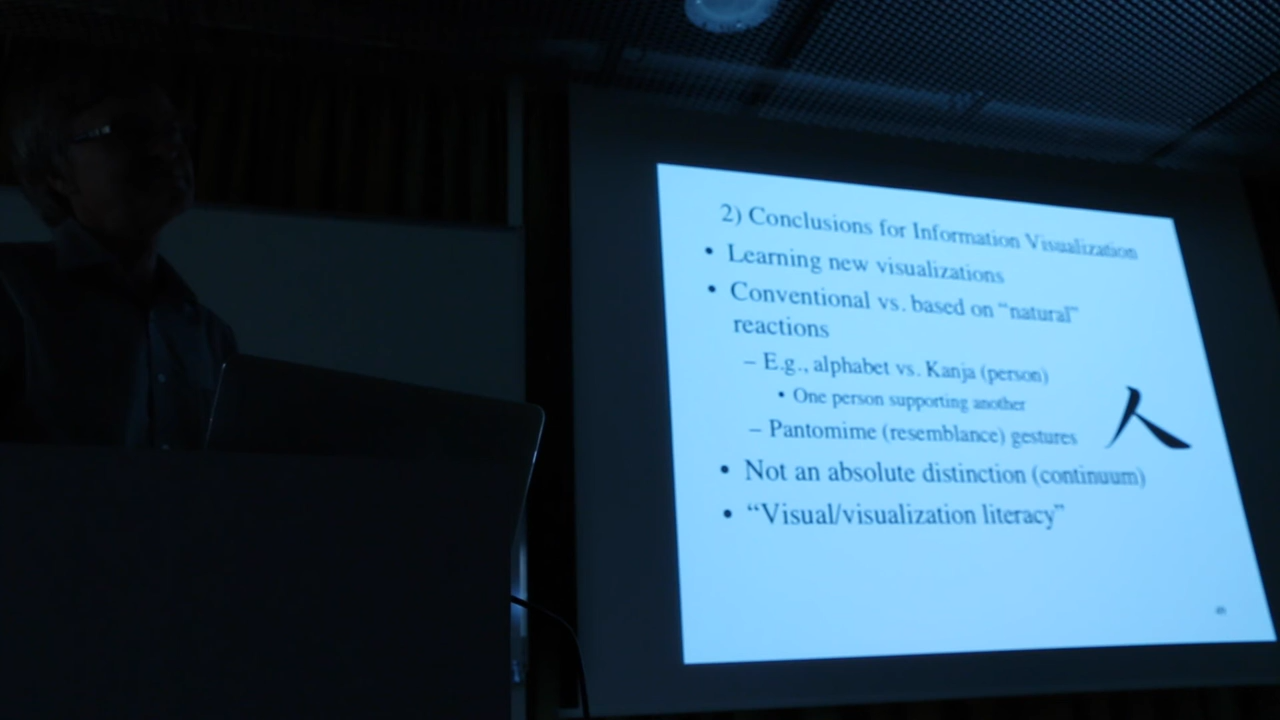 2) Conclusions for Information Visualization
• Learning new visualizations
• Conventional vs. based on “natural”
reactions
– E.g., alphabet vs. Kanja (person)
• One person supporting another
人
– Pantomime (resemblance) gestures
• Not an absolute distinction (continuum)
• “Visual/visualization literacy”